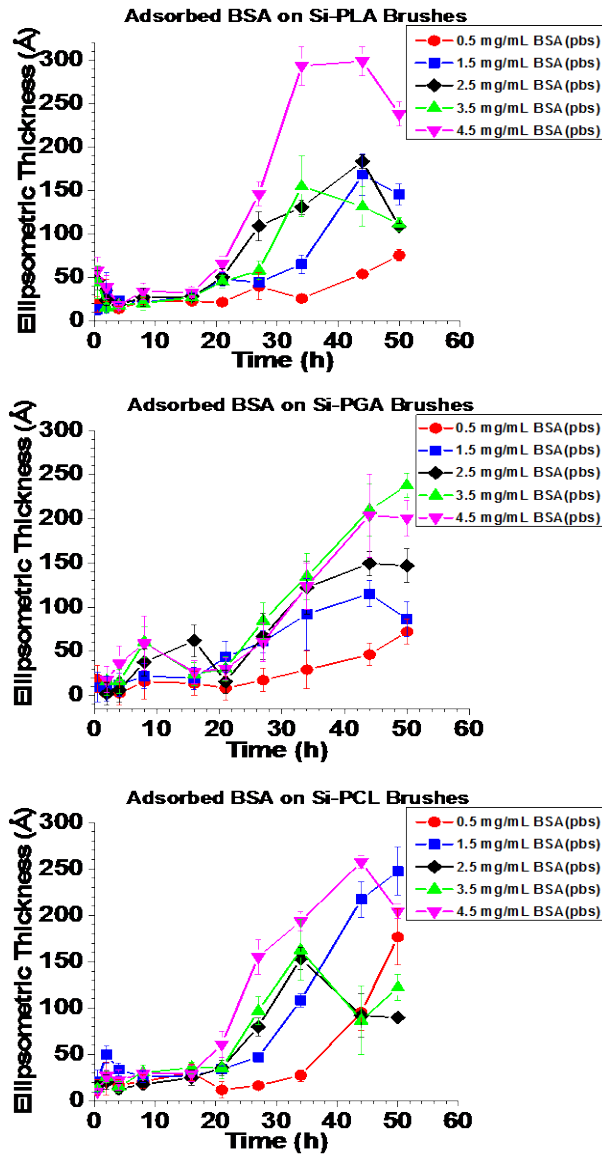 Adsorbed BSA on Si-PLA Brushes
Ellipsometric Thickness (Å)
300
250
200
150
100
50
0
0.5 mg/mL BSA(pbs)
1.5 mg/mL BSA(pbs)
2.5 mg/mL BSA(pbs)
3.5 mg/mL BSA(pbs)
4.5 mg/mL BSA(pbs)
0 10 20 30 40 50 60
Time (h)
Adsorbed BSA on Si-PGA Brushes
Ellipsometric Thickness (Å)
300
250
200
150
100
50
0
0.5 mg/mL BSA(pbs)
1.5 mg/mL BSA(pbs)
2.5 mg/mL BSA(pbs)
3.5 mg/mL BSA(pbs)
4.5 mg/mL BSA(pbs)
0 10 20 30 40 50 60
Time (h)
Adsorbed BSA on Si-PCL Brushes
Ellipsometric Thickness (Å)
300
250
200
150
100
50
0
0.5 mg/mL BSA(pbs)
1.5 mg/mL BSA(pbs)
2.5 mg/mL BSA(pbs)
3.5 mg/mL BSA(pbs)
4.5 mg/mL BSA(pbs)
0 10 20 30 40 50 60
Time (h)